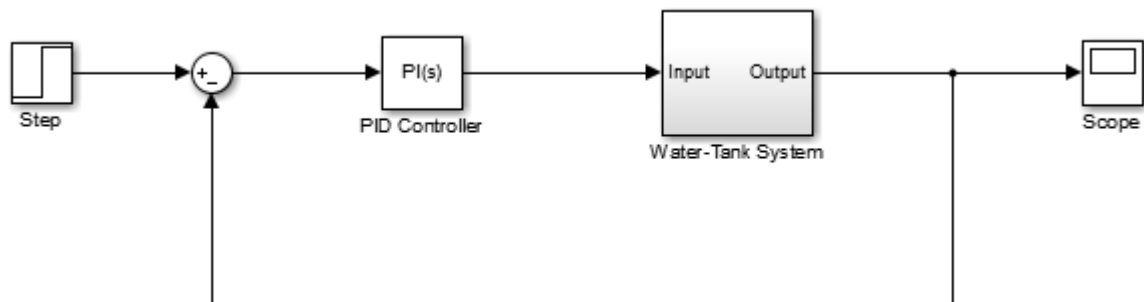 Step
+
−
PI(s)
PID Controller
Input
Output
Water-Tank System
Scope